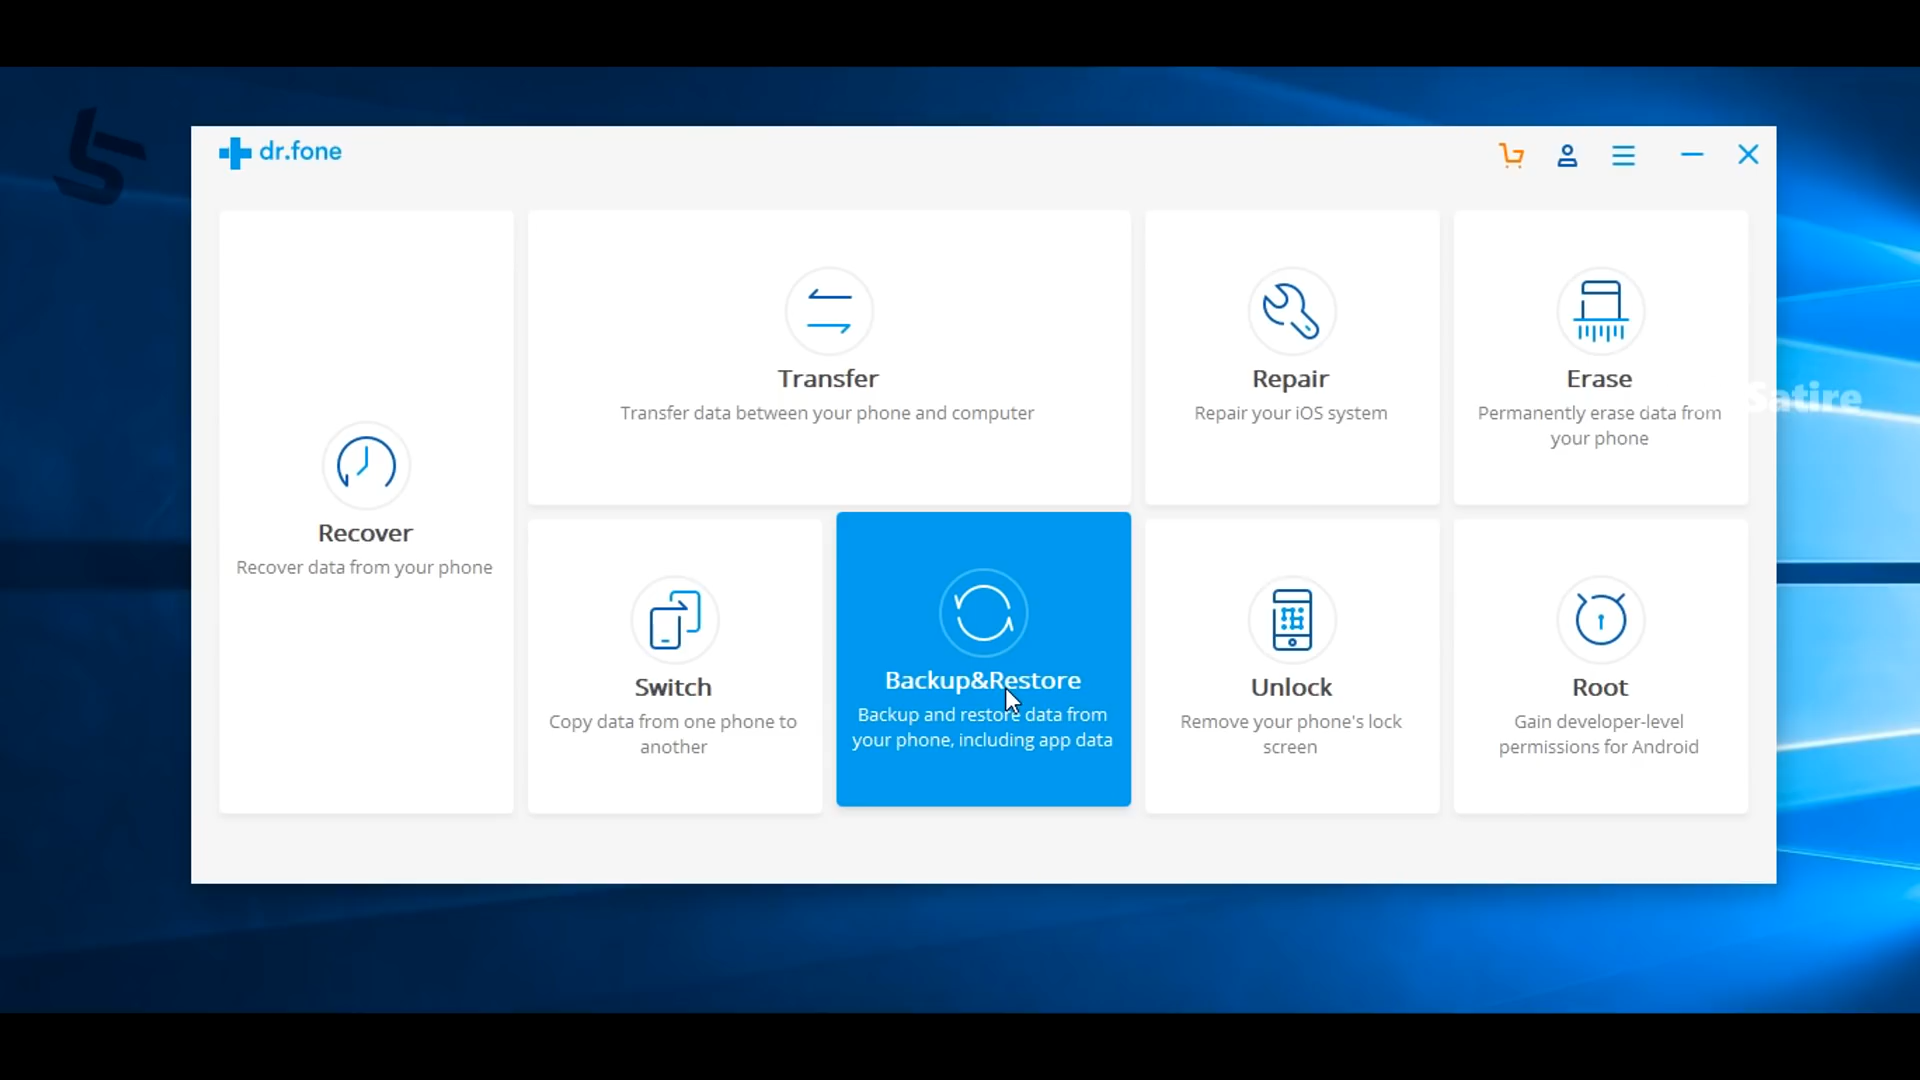 dr.fone
Recover
Recover data from your phone
Transfer
Transfer data between your phone and computer
Repair
Repair your iOS system
Erase
Permanently erase data from
your phone
Satire
Switch
Copy data from one phone to
another
Backup&Restore
Backup and restore data from
your phone, including app data
Unlock
Remove your phone's lock
screen
Root
Gain developer-level
permissions for Android